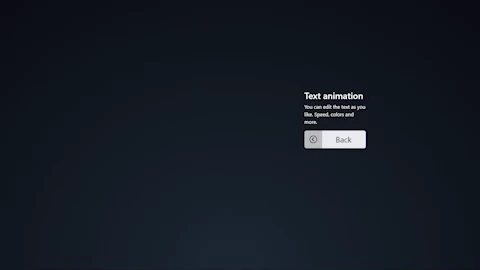 Text animation
You can edit the text as you
like. Speed, colors and
more.
Back